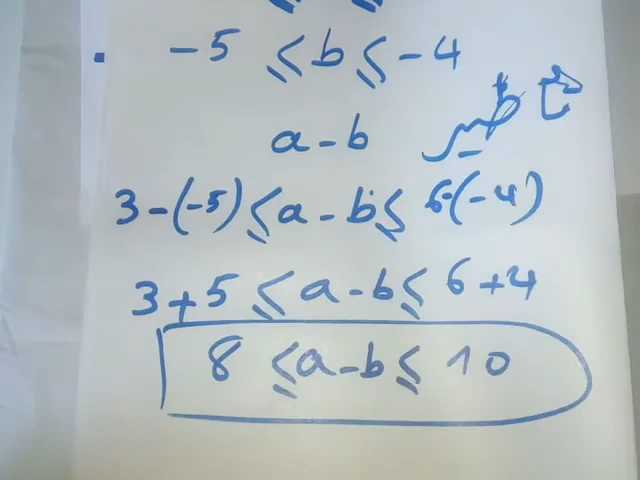 -5 ≤ b ≤ -4
a-b
3-(-5) ≤ a-b ≤ 6-(-4)
3+5 ≤ a-b ≤ 6+4
8 ≤ a-b ≤ 10